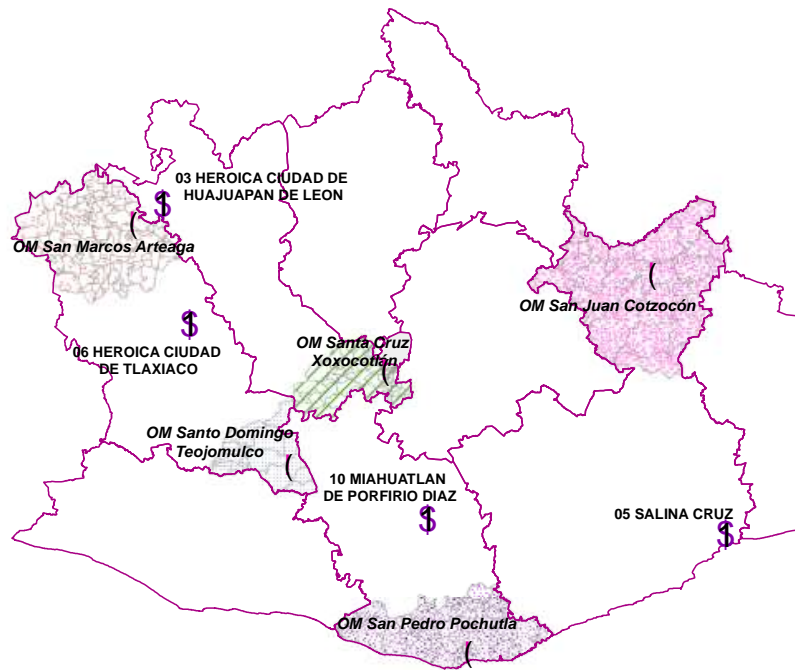 03 HEROICA CIUDAD DE
HUAJUAPAN DE LEON
OM San Marcos Arteaga
OM San Juan Cotzocón
06 HEROICA CIUDAD
DE TLAXIACO
OM Santa Cruz
Xoxocotlán
OM Santo Domingo
Teojomulco
10 MIAHUATLAN
DE PORFIRIO DIAZ
05 SALINA CRUZ
OM San Pedro Pochutla